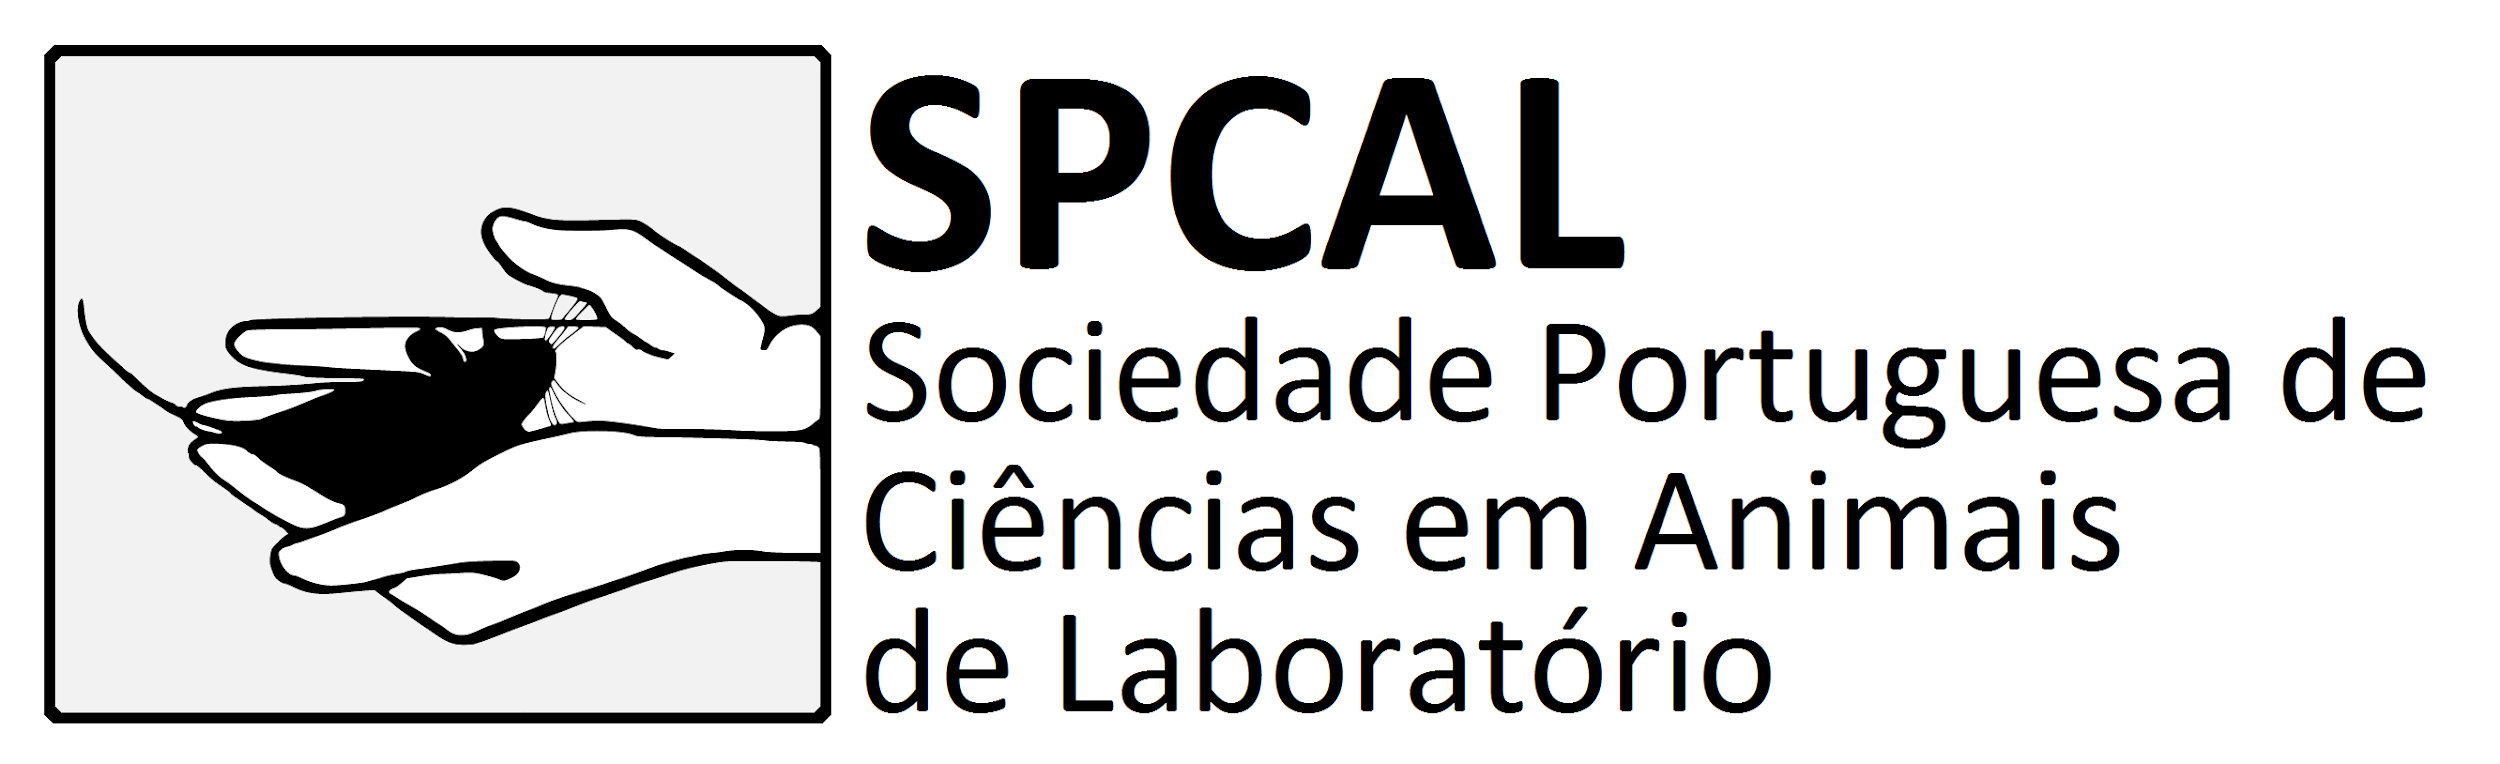 SPCAL
Sociedade Portuguesa de
Ciências em Animais
de Laboratório